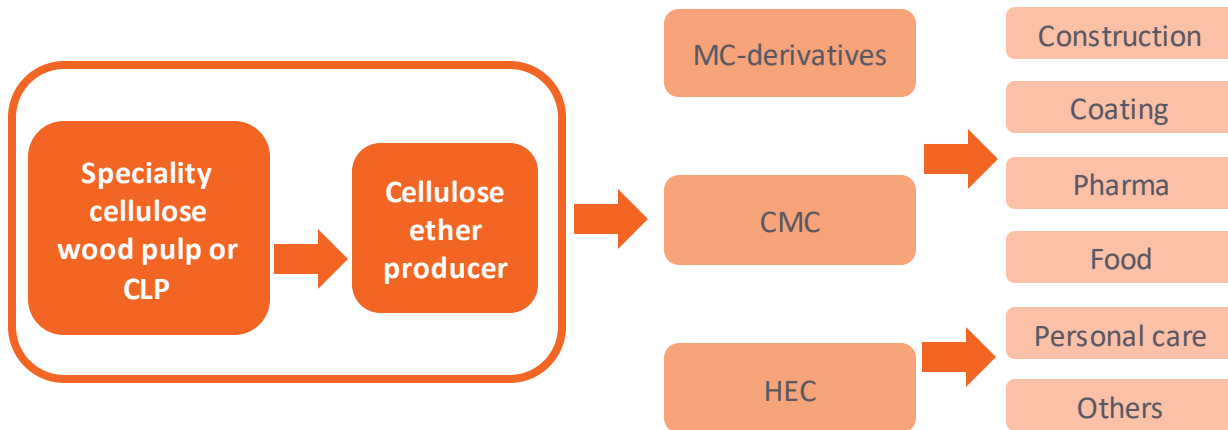 Speciality
cellulose
wood pulp or
CLP
Cellulose
ether
producer
MC-derivatives
CMC
HEC
Construction
Coating
Pharma
Food
Personal care
Others